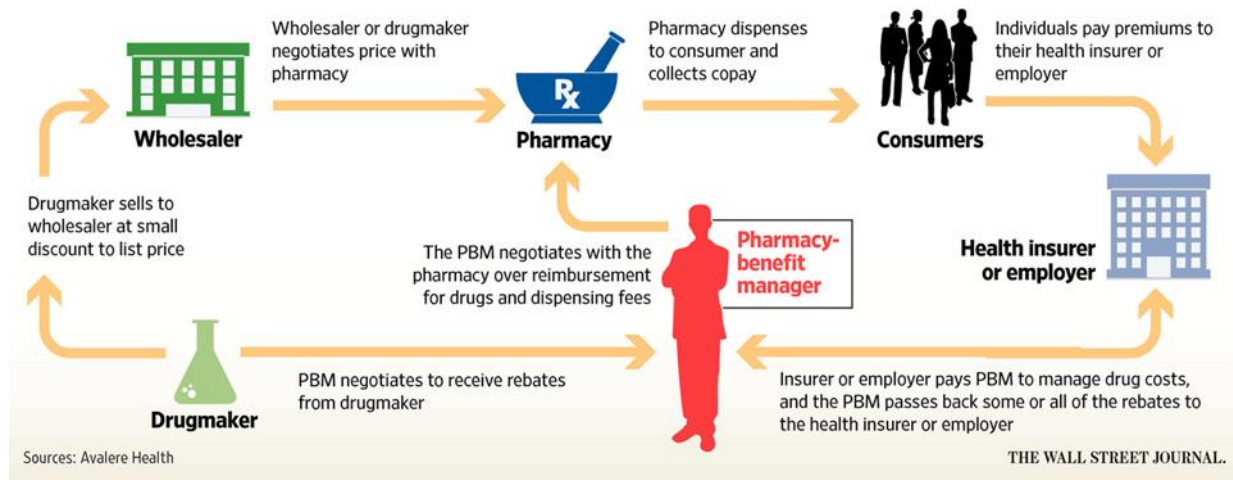 Wholesaler or drugmaker
negotiates price with
pharmacy
Pharmacy dispenses
to consumer and
collects copay
Individuals pay premiums to
their health insurer or
employer
Rx
Wholesaler
Pharmacy
Consumers
Drugmaker sells to
wholesaler at small
discount to list price
The PBM negotiates with the
pharmacy over reimbursement
for drugs and dispensing fees
Pharmacy-
benefit
manager
Health insurer
or employer
PBM negotiates to receive rebates
from drugmaker
Insurer or employer pays PBM to manage drug costs,
and the PBM passes back some or all of the rebates to
the health insurer or employer
Drugmaker
Sources: Avalere Health
THE WALL STREET JOURNAL.